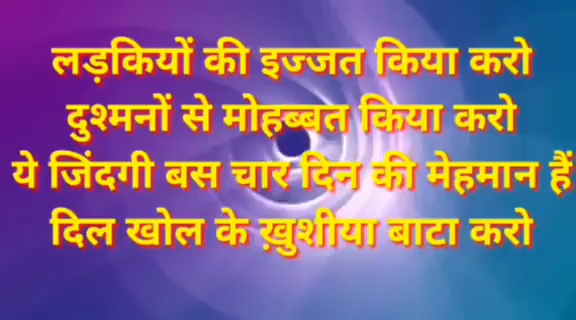 लड़कियों की इज्जत किया करो
दुश्मनों से मोहब्बत किया करो
ये जिंदगी बस चार दिन की मेहमान हैं
दिल खोल के ख़ुशीया बाटा करो